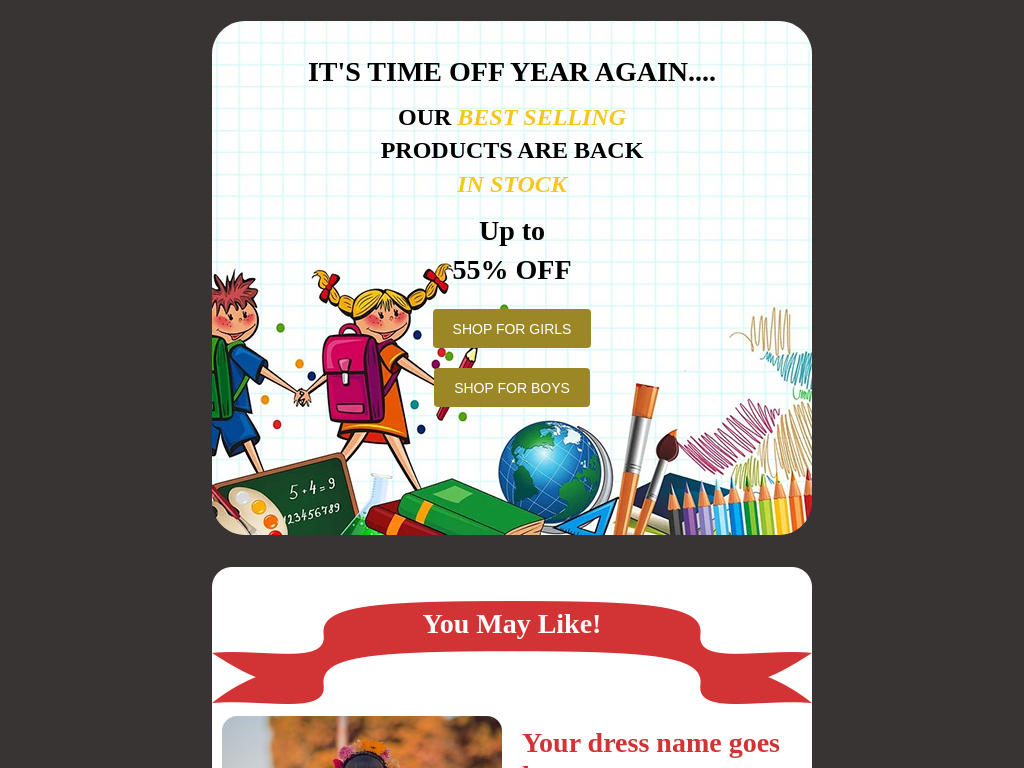 IT'S TIME OFF YEAR AGAIN....
OUR BEST SELLING
PRODUCTS ARE BACK
IN STOCK
Up to
55% OFF
SHOP FOR GIRLS
SHOP FOR BOYS
5+4=9
123456789
You May Like!
Your dress name goes